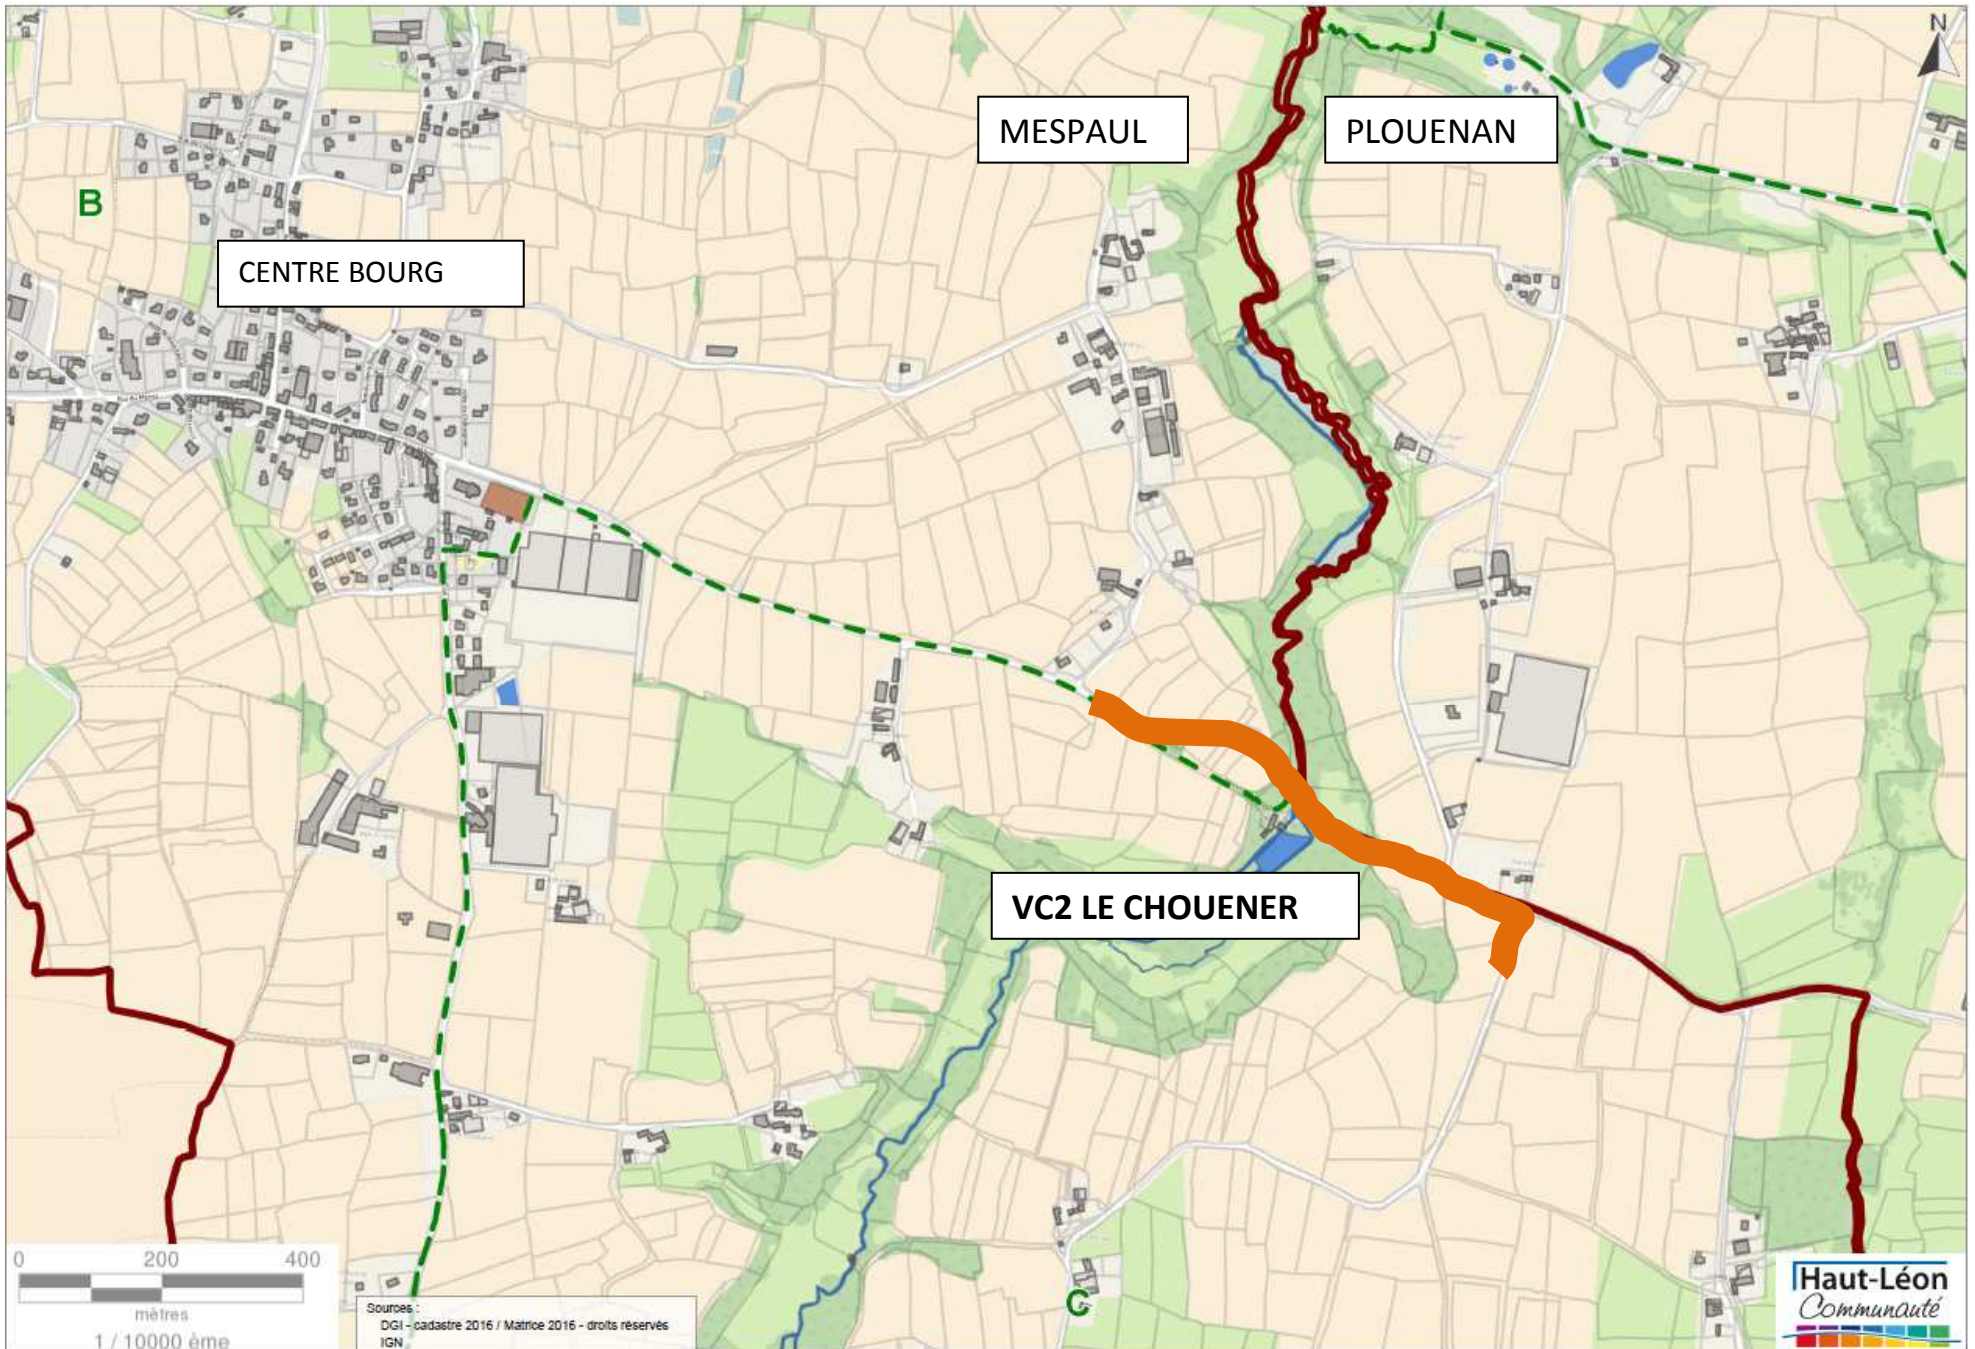 N
MESPAUL
PLOUENAN
B
CENTRE BOURG
VC2 LE CHOUENER
C
0 200 400
mètres
1 / 10000 ème
Sources :
DGI - cadastre 2016 / Matrice 2016 - droits réservés
IGN
Haut-Léon
Communauté